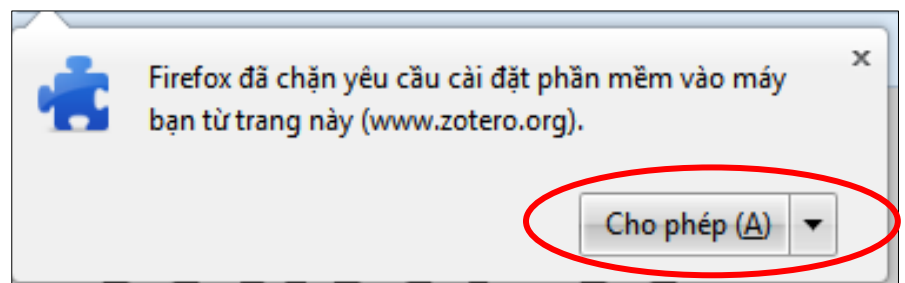 Firefox đã chặn yêu cầu cài đặt phần mềm vào máy
bạn từ trang này (www.zotero.org).
Cho phép (A)